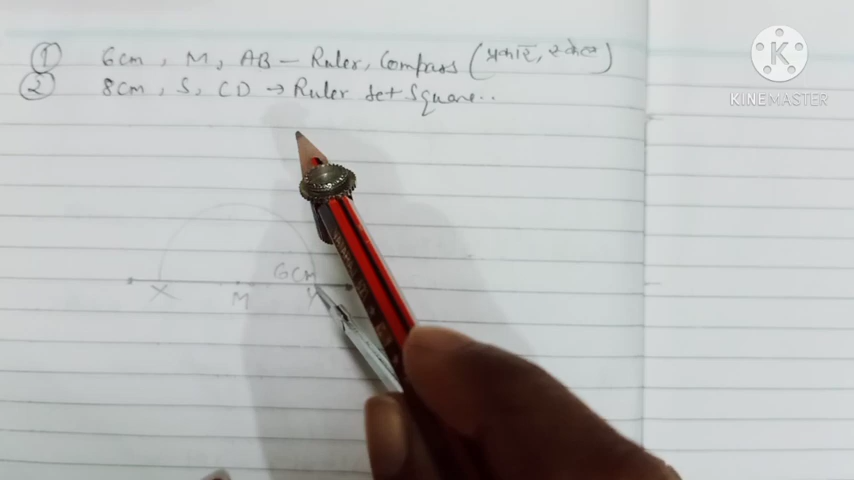 ① 6cm, M, AB - Ruler, Compass (प्रकार, स्केल)
② 8cm, S, CD → Ruler Set Square..
KINEMASTER
6cm
X M Y